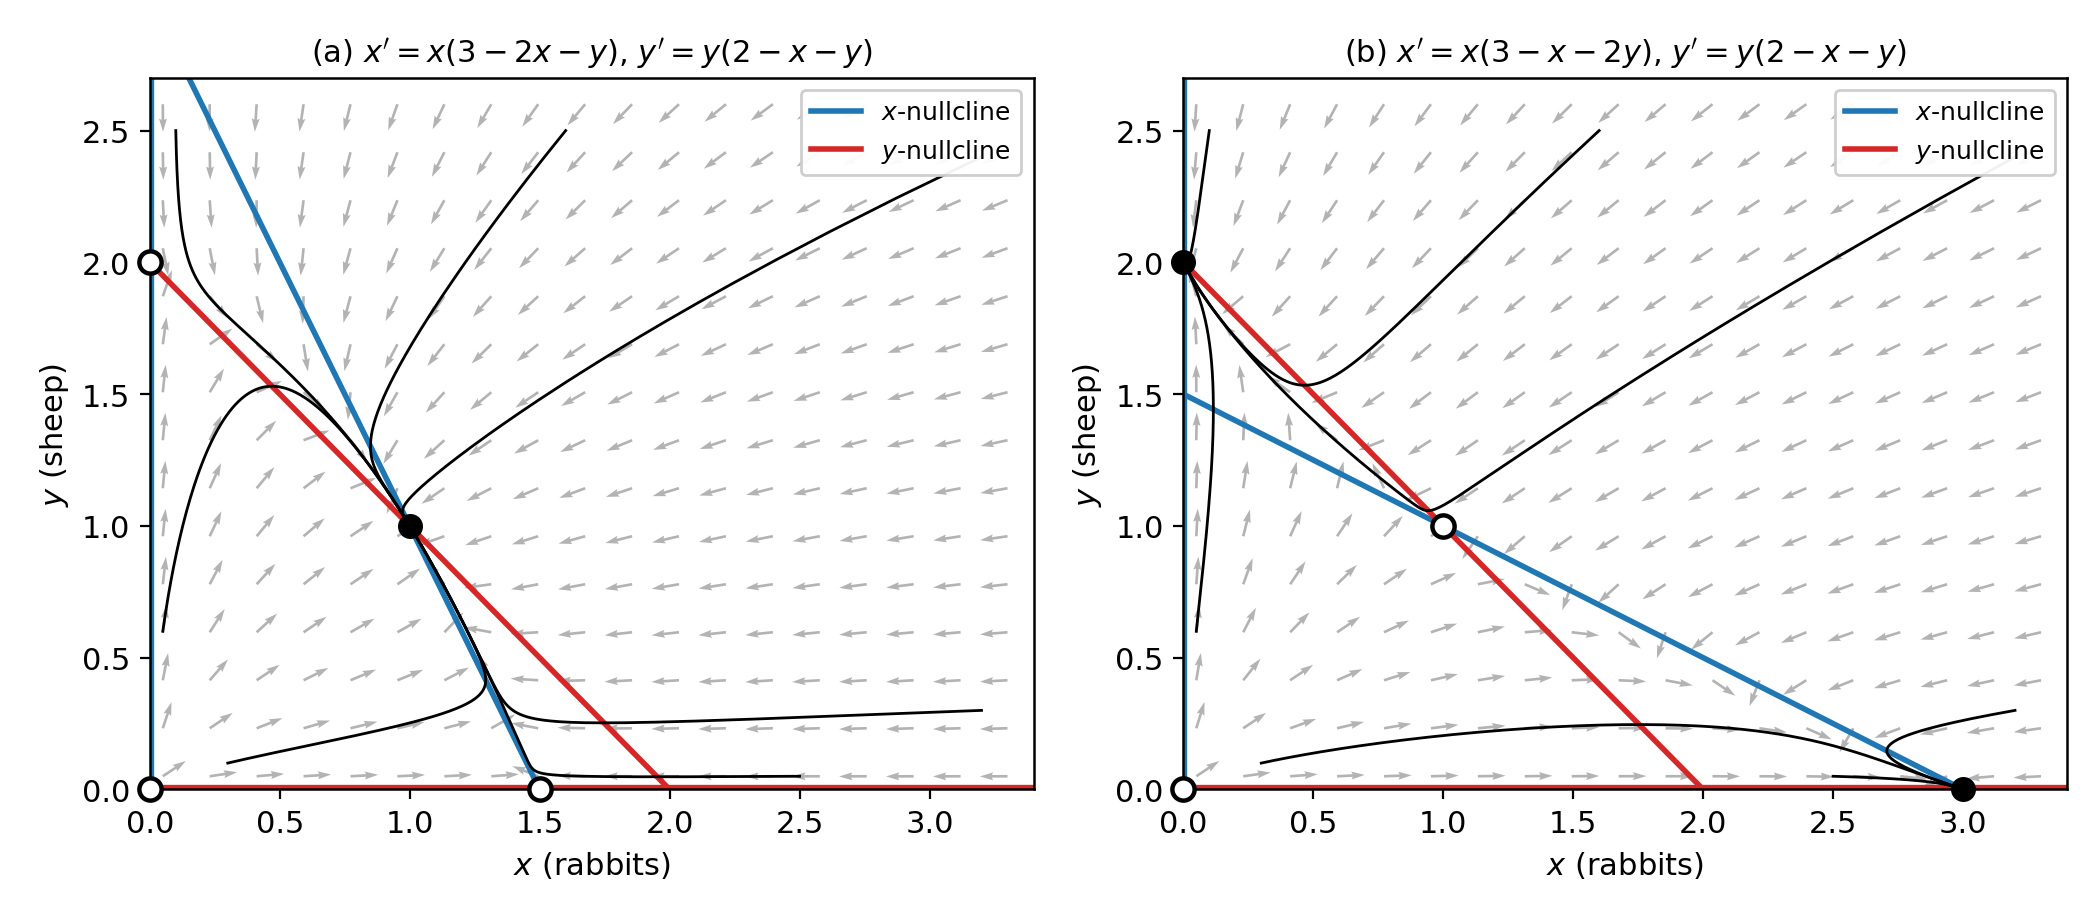 (a) x′ = x(3 − 2x − y), y′ = y(2 − x − y)
x-nullcline
y-nullcline
y (sheep)
2.5
2.0
1.5
1.0
0.5
0.0
0.0 0.5 1.0 1.5 2.0 2.5 3.0
x (rabbits)
(b) x′ = x(3 − x − 2y), y′ = y(2 − x − y)
x-nullcline
y-nullcline
y (sheep)
2.5
2.0
1.5
1.0
0.5
0.0
0.0 0.5 1.0 1.5 2.0 2.5 3.0
x (rabbits)